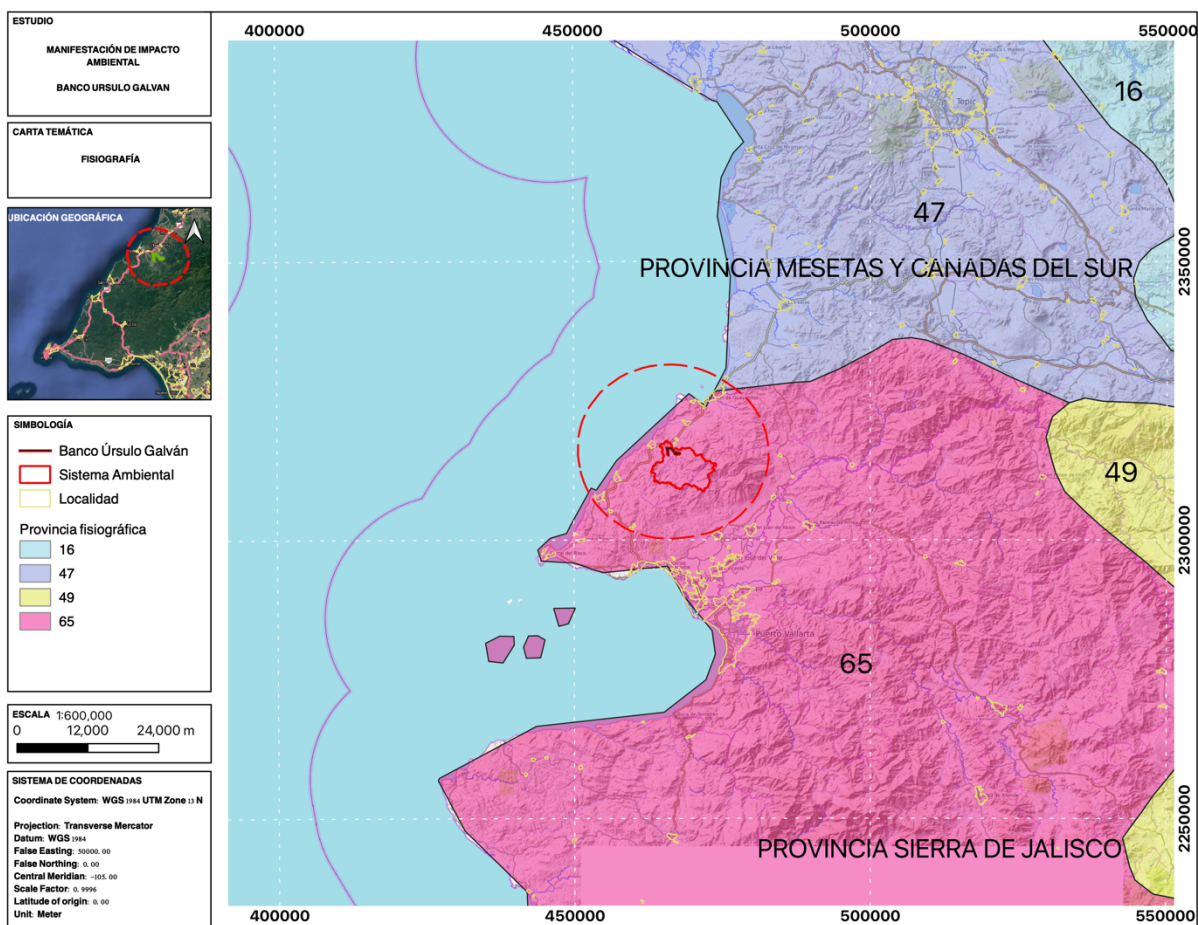 ESTUDIO
MANIFESTACIÓN DE IMPACTO
AMBIENTAL
BANCO URSULO GALVAN
CARTA TEMÁTICA
FISIOGRAFÍA
UBICACIÓN GEOGRÁFICA
SIMBOLOGÍA
Banco Úrsulo Galván
Sistema Ambiental
Localidad
Provincia fisiográfica
16
47
49
65
ESCALA 1:600,000
0 12,000 24,000 m
SISTEMA DE COORDENADAS
Coordinate System: WGS 1984 UTM Zone 13 N
Projection: Transverse Mercator
Datum: WGS 1984
False Easting: 50000. 00
False Northing: 0. 00
Central Meridian: -105. 00
Scale Factor: 0. 9996
Latitude of origin: 0. 00
Unit: Meter
400000 450000 500000 550000
16
Tepic
47
PROVINCIA MESETAS Y CANADAS DEL SUR
2350000
49
2300000
Puerto Vallarta
65
2250000
PROVINCIA SIERRA DE JALISCO
400000 450000 500000 550000